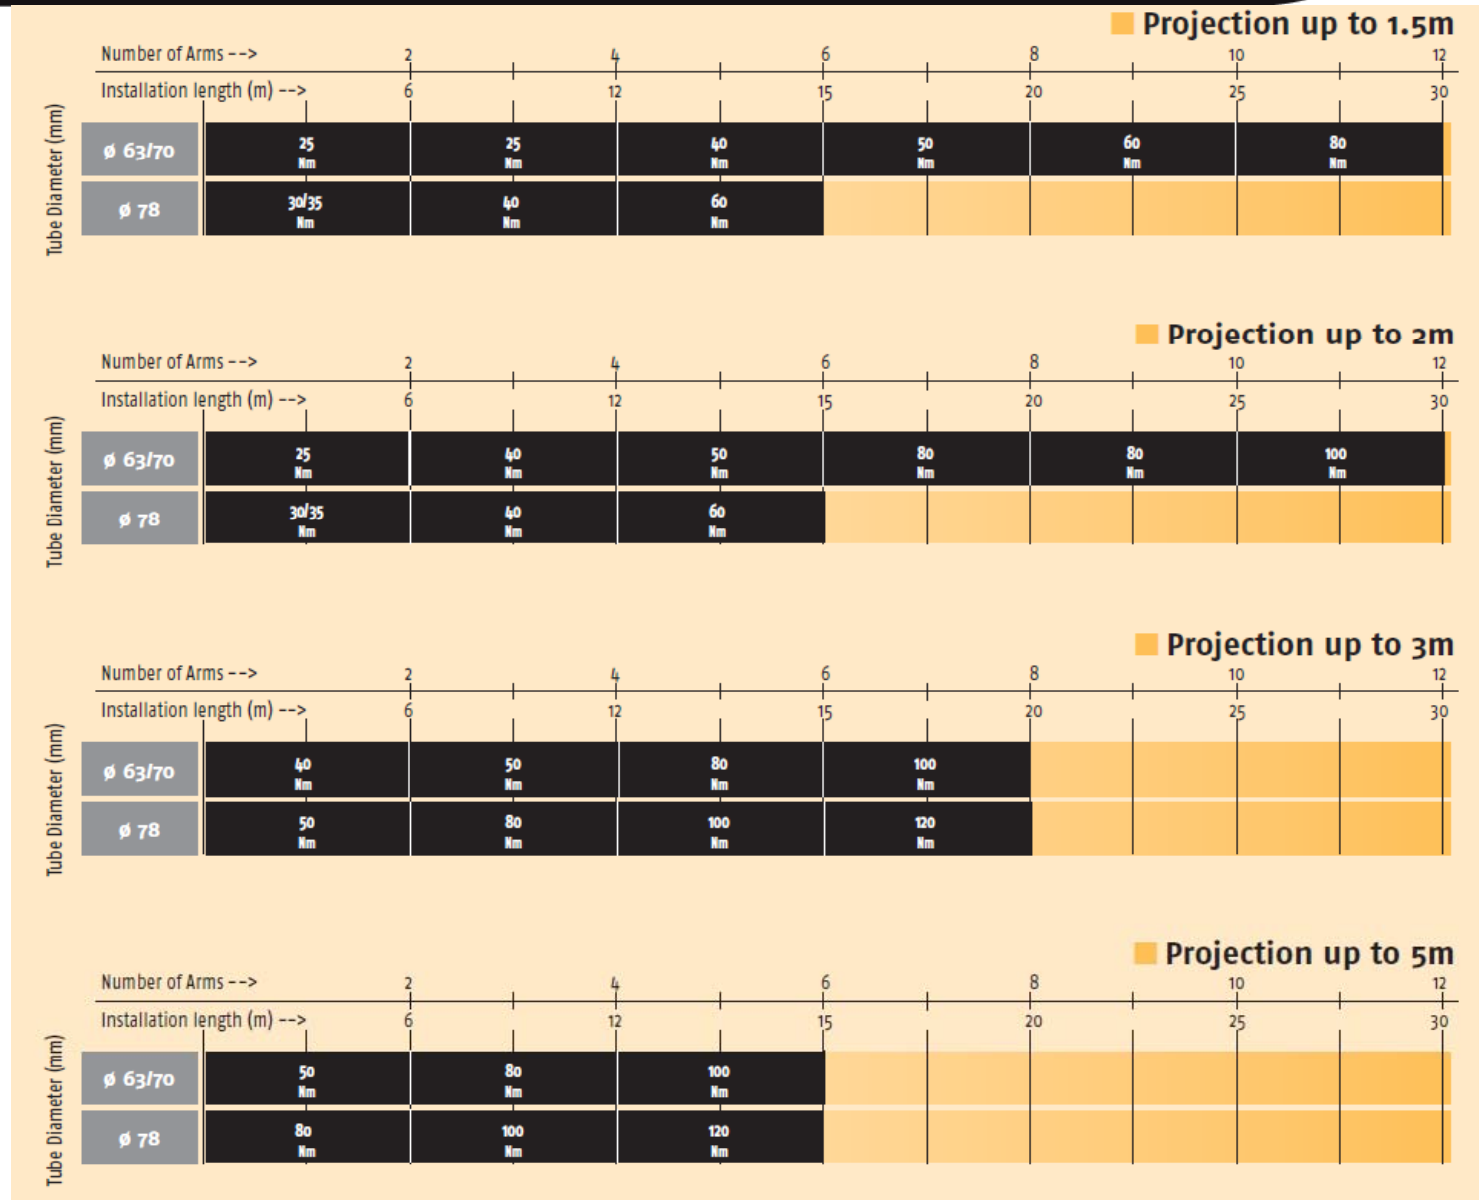 Projection up to 1.5m
Number of Arms --> 2 4 6 8 10 12
Installation length (m) --> 6 12 15 20 25 30
Tube Diameter (mm)
ø 63/70 25 Nm 25 Nm 40 Nm 50 Nm 60 Nm 80 Nm
ø 78 30/35 Nm 40 Nm 60 Nm
Projection up to 2m
Number of Arms --> 2 4 6 8 10 12
Installation length (m) --> 6 12 15 20 25 30
Tube Diameter (mm)
ø 63/70 25 Nm 40 Nm 50 Nm 80 Nm 80 Nm 100 Nm
ø 78 30/35 Nm 40 Nm 60 Nm
Projection up to 3m
Number of Arms --> 2 4 6 8 10 12
Installation length (m) --> 6 12 15 20 25 30
Tube Diameter (mm)
ø 63/70 40 Nm 50 Nm 80 Nm 100 Nm
ø 78 50 Nm 80 Nm 100 Nm 120 Nm
Projection up to 5m
Number of Arms --> 2 4 6 8 10 12
Installation length (m) --> 6 12 15 20 25 30
Tube Diameter (mm)
ø 63/70 50 Nm 80 Nm 100 Nm
ø 78 80 Nm 100 Nm 120 Nm